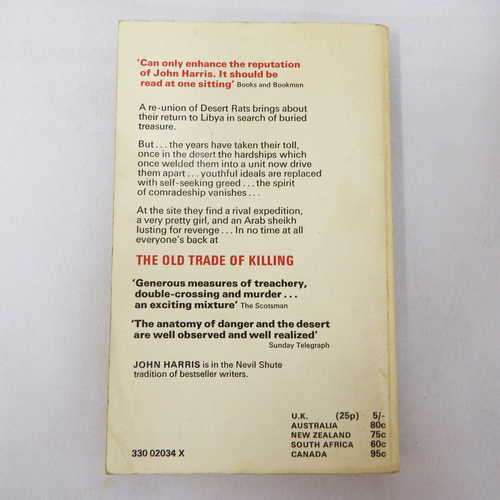 'Can only enhance the reputation
of John Harris. It should be
read at one sitting' Books and Bookmen
A re-union of Desert Rats brings about
their return to Libya in search of buried
treasure.
But... the years have taken their toll,
once in the desert the hardships which
once welded them into a unit now drive
them apart... youthful ideals are replaced
with self-seeking greed... the spirit
of comradeship vanishes...
At the site they find a rival expedition,
a very pretty girl, and an Arab sheikh
lusting for revenge... In no time at all
everyone's back at
THE OLD TRADE OF KILLING
'Generous measures of treachery,
double-crossing and murder...
an exciting mixture' The Scotsman
'The anatomy of danger and the desert
are well observed and well realized'
Sunday Telegraph
JOHN HARRIS is in the Nevil Shute
tradition of bestseller writers.
U.K. (25p) 5/-
AUSTRALIA 80c
NEW ZEALAND 75c
SOUTH AFRICA 60c
CANADA 95c
330 02034 X